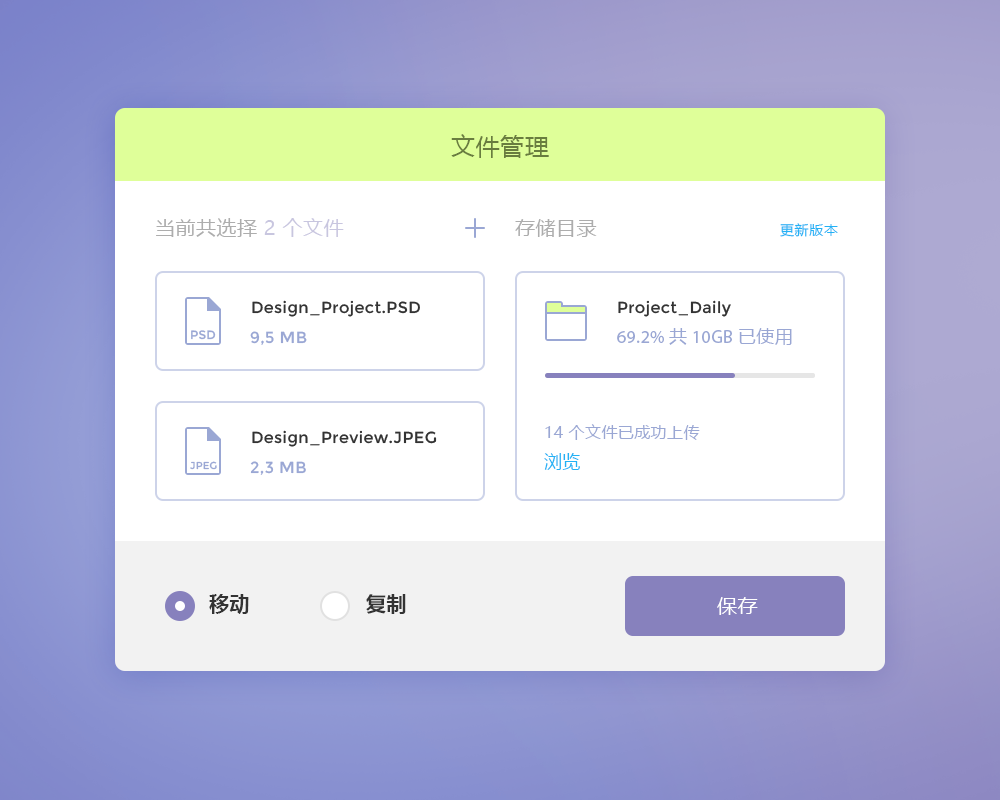 文件管理
当前共选择 2 个文件
PSD
Design_Project.PSD
9,5 MB
JPEG
Design_Preview.JPEG
2,3 MB
存储目录
更新版本
Project_Daily
69.2% 共 10GB 已使用
14 个文件已成功上传
浏览
移动
复制
保存